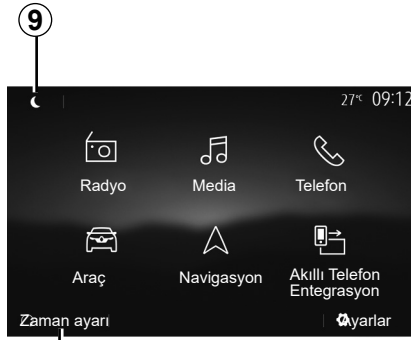 9
27°C 09:12
Radyo Media Telefon
Araç Navigasyon Akıllı Telefon
Entegrasyon
Zaman ayarı Ayarlar